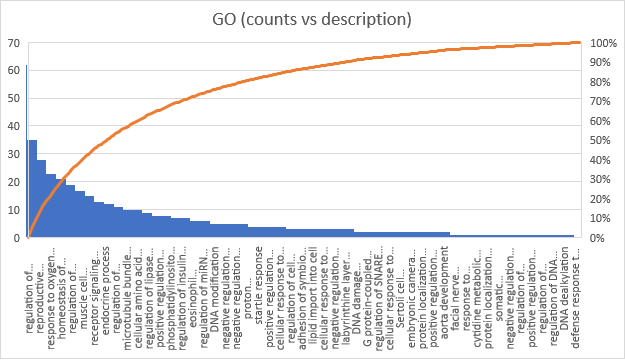 GO (counts vs description)
70
60
50
40
30
20
10
0
100%
90%
80%
70%
60%
50%
40%
30%
20%
10%
0%
regulation of...
reproductive...
response to oxygen...
homeostasis of...
regulation of...
muscle cell...
receptor signaling...
endocrine process
regulation of...
microtubule bundle...
cellular amino acid...
regulation of lipase...
positive regulation...
phosphatidylinosito...
regulation of insulin...
eosinophil...
regulation of miRNA...
DNA modification
negative regulation...
negative regulation...
proton...
startle response
positive regulation...
cellular response to...
regulation of cell...
adhesion of symbio...
lipid import into cell
cellular response to...
negative regulation...
labyrinthine layer...
DNA damage...
G protein coupled...
regulation of SNARE...
cellular response to...
Sertoli cell...
embryonic camera...
protein localization...
positive regulation...
aorta development
facial nerve...
response to...
cytidine metabolic...
protein localization...
somatic...
negative regulation...
regulation of...
positive regulation...
regulation of...
regulation of DNA...
DNA dealkylation
defense response t...